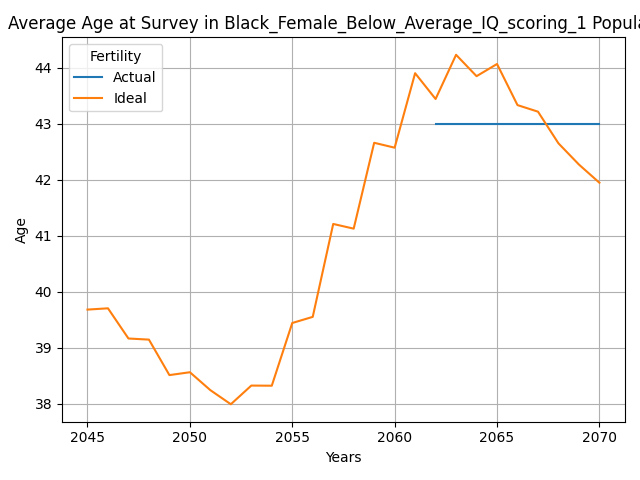 Average Age at Survey in Black_Female_Below_Average_IQ_scoring_1
Fertility
Actual
Ideal
44
43
42
41
40
39
38
Age
2045 2050 2055 2060 2065 2070
Years